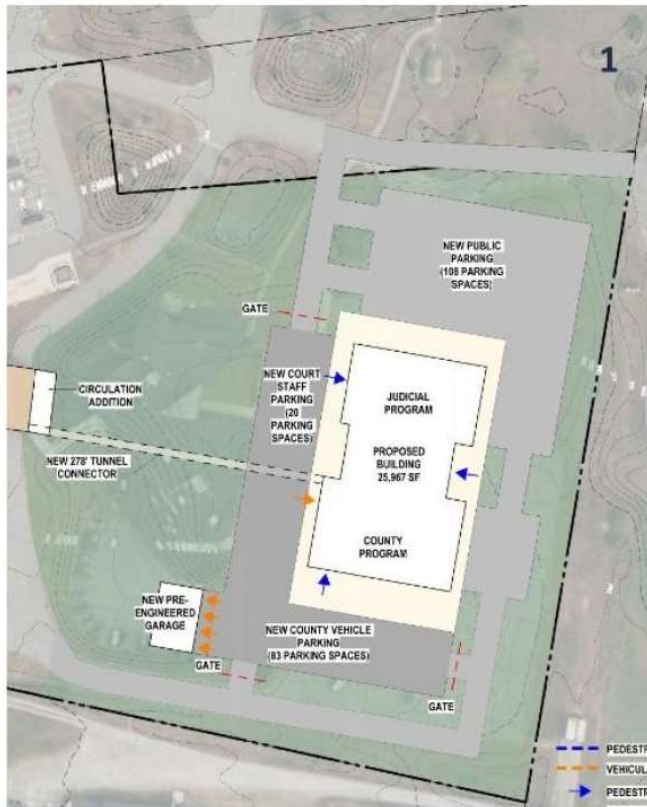 1
NEW PUBLIC
PARKING
(108 PARKING
SPACES)
GATE
NEW COURT
STAFF
PARKING
(20
PARKING
SPACES)
CIRCULATION
ADDITION
JUDICIAL
PROGRAM
PROPOSED
BUILDING
25,967 SF
NEW 278' TUNNEL
CONNECTOR
COUNTY
PROGRAM
NEW PRE-
ENGINEERED
GARAGE
NEW COUNTY VEHICLE
PARKING
(83 PARKING SPACES)
GATE
GATE
PEDESTR
VEHICUL
PEDESTR